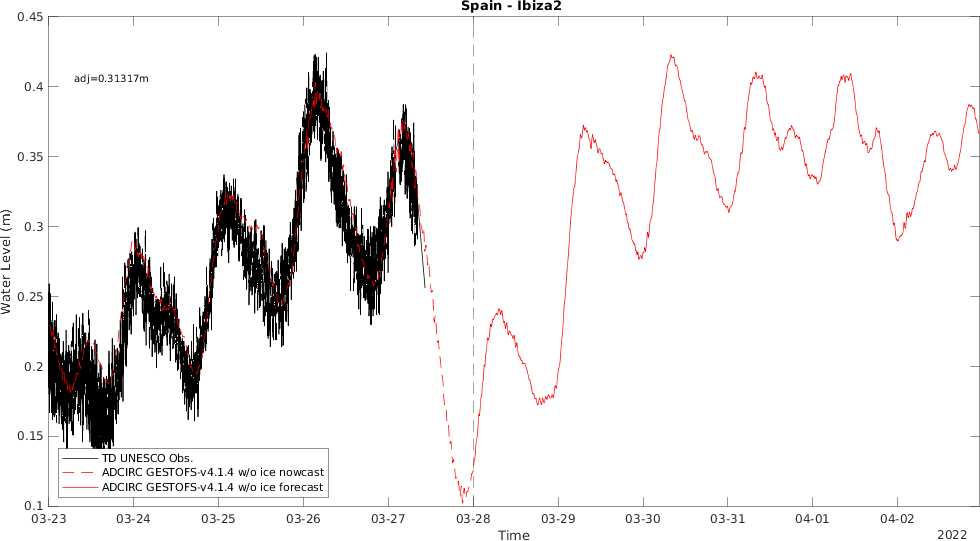 Spain - Ibiza2
0.45
0.4
0.35
0.3
0.25
0.2
0.15
0.1
Water Level (m)
adj=0.31317m
TD UNESCO Obs.
ADCIRC GESTOFS-v4.1.4 w/o ice nowcast
ADCIRC GESTOFS-v4.1.4 w/o ice forecast
03-23 03-24 03-25 03-26 03-27 03-28 03-29 03-30 03-31 04-01 04-02
Time
2022